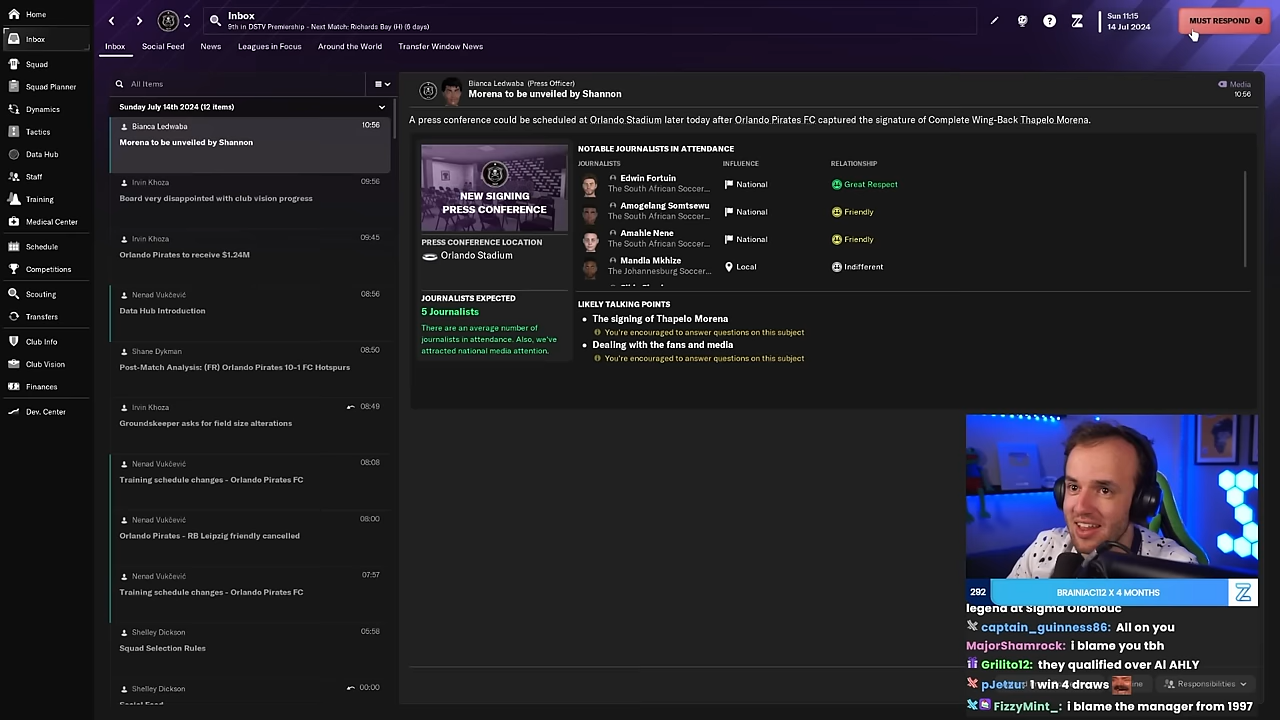 Home
Inbox
Squad
Squad Planner
Dynamics
Tactics
Data Hub
Staff
Training
Medical Center
Schedule
Competitions
Scouting
Transfers
Club Info
Club Vision
Finances
Dev. Center
Inbox
9th in DSTV Premiership - Next Match: Richards Bay (H) (6 days)
Sun 11:15
14 Jul 2024
MUST RESPOND
Inbox Social Feed News Leagues in Focus Around the World Transfer Window News
All Items
Sunday July 14th 2024 (12 items)
Bianca Ledwaba 10:56
Morena to be unveiled by Shannon
Irvin Khoza 09:56
Board very disappointed with club vision progress
Irvin Khoza 09:45
Orlando Pirates to receive $1.24M
Nenad Vukčević 08:56
Data Hub Introduction
Shane Dykman 08:50
Post-Match Analysis: (FR) Orlando Pirates 10-1 FC Hotspurs
Irvin Khoza 08:49
Groundskeeper asks for field size alterations
Nenad Vukčević 08:08
Training schedule changes - Orlando Pirates FC
Nenad Vukčević 08:00
Orlando Pirates - RB Leipzig friendly cancelled
Nenad Vukčević 07:57
Training schedule changes - Orlando Pirates FC
Shelley Dickson 05:58
Squad Selection Rules
Shelley Dickson 00:00
Social Feed
Bianca Ledwaba (Press Officer)
Morena to be unveiled by Shannon
Media
10:56
A press conference could be scheduled at Orlando Stadium later today after Orlando Pirates FC captured the signature of Complete Wing-Back Thapelo Morena.
NEW SIGNING
PRESS CONFERENCE
PRESS CONFERENCE LOCATION
Orlando Stadium
JOURNALISTS EXPECTED
5 Journalists
There are an average number of
journalists in attendance. Also, we've
attracted national media attention.
NOTABLE JOURNALISTS IN ATTENDANCE
JOURNALISTS INFLUENCE RELATIONSHIP
Edwin Fortuin
The South African Soccer... National Great Respect
Amogelang Somtsewu
The South African Soccer... National Friendly
Amahle Nene
The South African Soccer... National Friendly
Mandla Mkhize
The Johannesburg Soccer... Local Indifferent
LIKELY TALKING POINTS
The signing of Thapelo Morena
You're encouraged to answer questions on this subject
Dealing with the fans and media
You're encouraged to answer questions on this subject
292 BRAINIAC112 X 4 MONTHS Z
legend at Sigma Olomouc
captain_guinness86: All on you
MajorShamrock: i blame you tbh
Grilito12: they qualified over Al AHLY
pJetzu: 1 win 4 draws
Responsibilities
FizzyMint_: i blame the manager from 1997